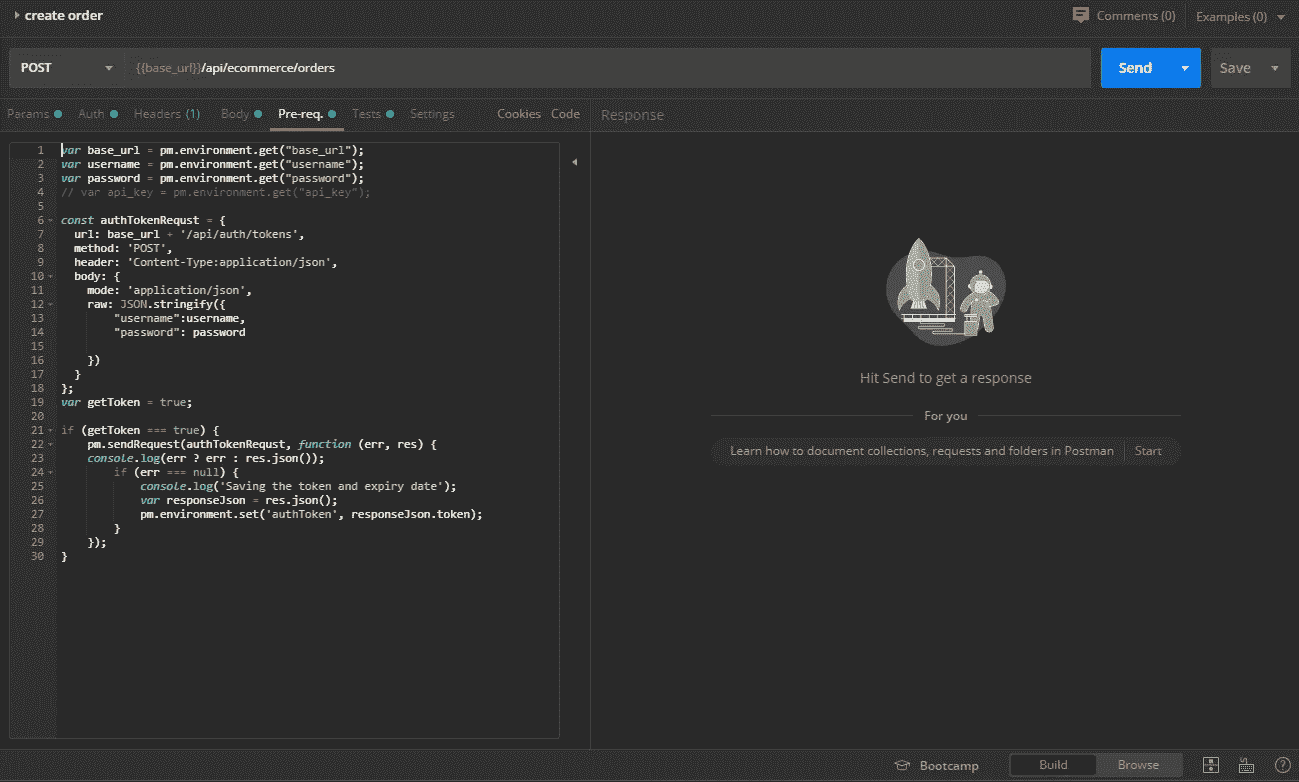 create order
Comments (0)
Examples (0)
POST
{{base_url}}/api/ecommerce/orders
Send
Save
Params
Auth
Headers (1)
Body
Pre-req.
Tests
Settings
Cookies
Code
Response
1 var base_url = pm.environment.get("base_url");
2 var username = pm.environment.get("username");
3 var password = pm.environment.get("password");
4 // var api_key = pm.environment.get("api_key");
5
6 const authTokenRequst = {
7 url: base_url + '/api/auth/tokens',
8 method: 'POST',
9 header: 'Content-Type:application/json',
10 body: {
11 mode: 'application/json',
12 raw: JSON.stringify({
13 "username":username,
14 "password": password
15
16 })
17 }
18 };
19 var getToken = true;
20
21 if (getToken === true) {
22 pm.sendRequest(authTokenRequst, function (err, res) {
23 console.log(err ? err : res.json());
24 if (err === null) {
25 console.log('Saving the token and expiry date');
26 var responseJson = res.json();
27 pm.environment.set('authToken', responseJson.token);
28 }
29 });
30 }
Hit Send to get a response
For you
Learn how to document collections, requests and folders in Postman
Start
Bootcamp
Build
Browse